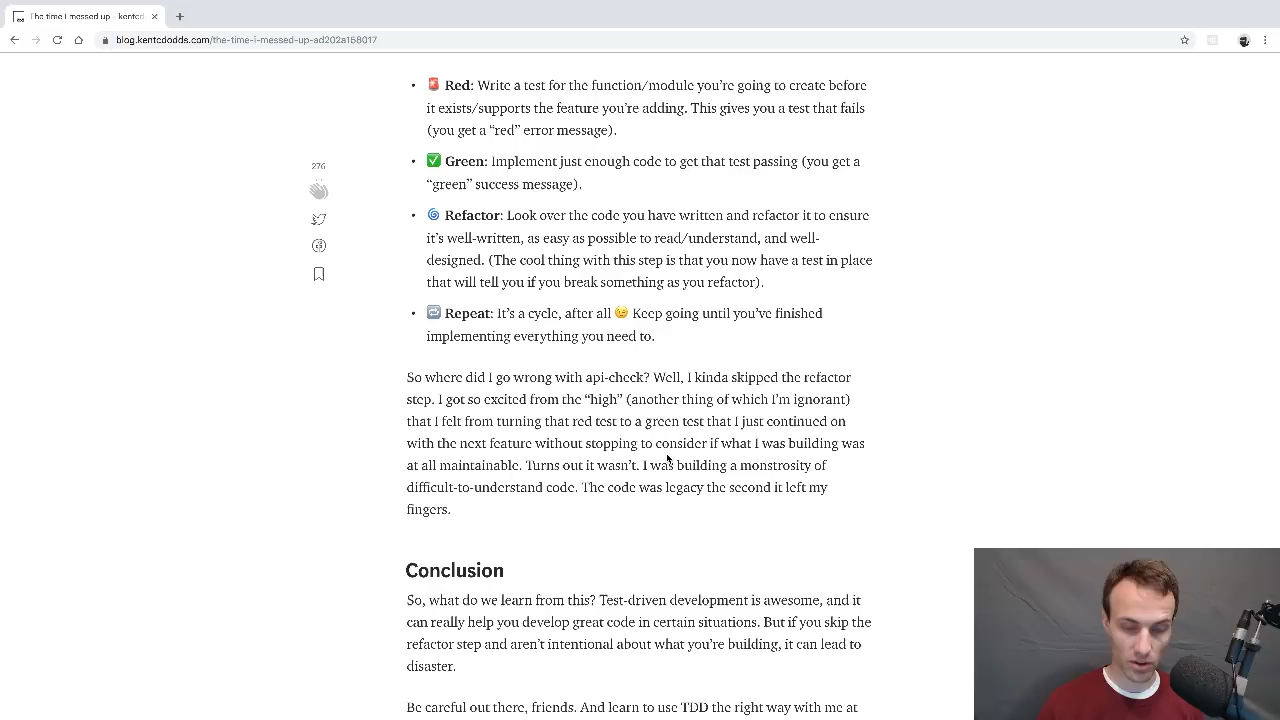 The time i messed up - kentcd
blog.kentcdodds.com/the-time-i-messed-up-ad202a168017
• Red: Write a test for the function/module you’re going to create before
it exists/supports the feature you’re adding. This gives you a test that fails
(you get a “red” error message).
276
• Green: Implement just enough code to get that test passing (you get a
“green” success message).
• Refactor: Look over the code you have written and refactor it to ensure
it’s well-written, as easy as possible to read/understand, and well-
designed. (The cool thing with this step is that you now have a test in place
that will tell you if you break something as you refactor).
• Repeat: It’s a cycle, after all 😉 Keep going until you’ve finished
implementing everything you need to.
So where did I go wrong with api-check? Well, I kinda skipped the refactor
step. I got so excited from the “high” (another thing of which I’m ignorant)
that I felt from turning that red test to a green test that I just continued on
with the next feature without stopping to consider if what I was building was
at all maintainable. Turns out it wasn’t. I was building a monstrosity of
difficult-to-understand code. The code was legacy the second it left my
fingers.
Conclusion
So, what do we learn from this? Test-driven development is awesome, and it
can really help you develop great code in certain situations. But if you skip the
refactor step and aren’t intentional about what you’re building, it can lead to
disaster.
Be careful out there, friends. And learn to use TDD the right way with me at